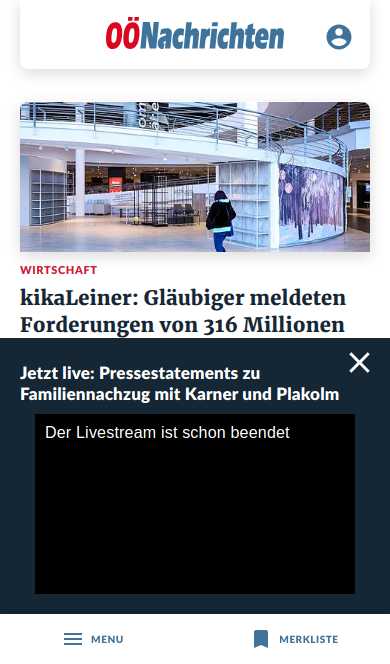 OÖNachrichten
WIRTSCHAFT
kikaLeiner: Gläubiger meldeten
Forderungen von 316 Millionen
Jetzt live: Pressestatements zu
Familiennachzug mit Karner und Plakolm
Der Livestream ist schon beendet
MENU
MERKLISTE